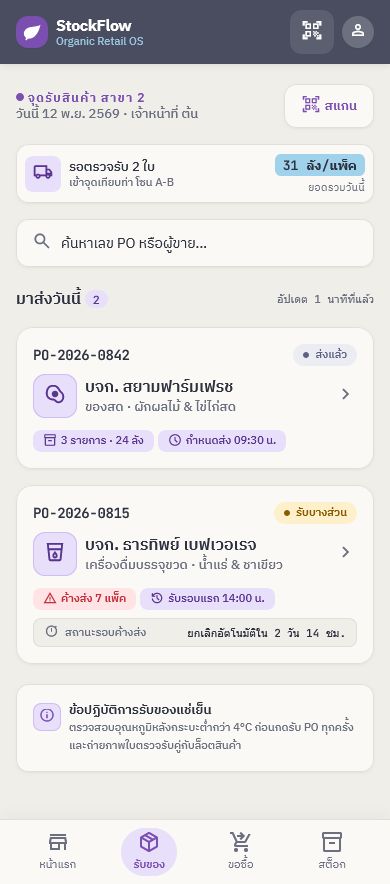 StockFlow
Organic Retail OS
จุดรับสินค้า สาขา 2
วันนี้ 12 พ.ย. 2569 · เจ้าหน้าที่ ต้น
สแกน
รอตรวจรับ 2 ใบ
เข้าจุดเทียบท่า โซน A-B
31 ลัง/แพ็ค
ยอดรวมวันนี้
ค้นหาเลข PO หรือผู้ขาย...
มาส่งวันนี้ 2
อัปเดต 1 นาทีที่แล้ว
PO-2026-0842
ส่งแล้ว
บจก. สยามฟาร์มเฟรช
ของสด · ผักผลไม้ & ไข่ไก่สด
3 รายการ · 24 ลัง
กำหนดส่ง 09:30 น.
PO-2026-0815
รับบางส่วน
บจก. ธารทิพย์ เบฟเวอเรจ
เครื่องดื่มบรรจุขวด · น้ำแร่ & ชาเขียว
ค้างส่ง 7 แพ็ค
รับรอบแรก 14:00 น.
สถานะรอบค้างส่ง
ยกเลิกอัตโนมัติใน 2 วัน 14 ชม.
ข้อปฏิบัติการรับของแช่เย็น
ตรวจสอบอุณหภูมิหลังกระบะต่ำกว่า 4°C ก่อนกดรับ PO ทุกครั้ง
และถ่ายภาพใบตรวจรับคู่กับล็อตสินค้า
หน้าแรก
รับของ
ขอซื้อ
สต็อก